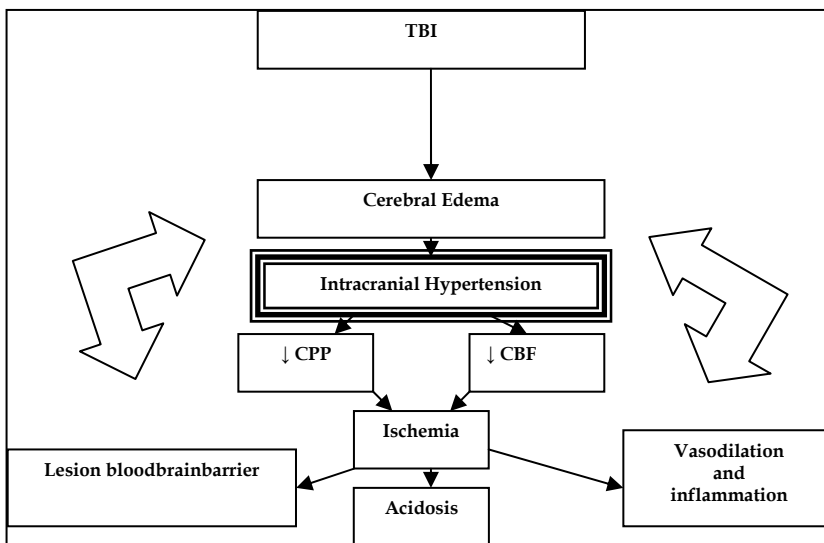 TBI
Cerebral Edema
Intracranial Hypertension
↓ CPP
↓ CBF
Ischemia
Lesion bloodbrainbarrier
Vasodilation
and
inflammation
Acidosis